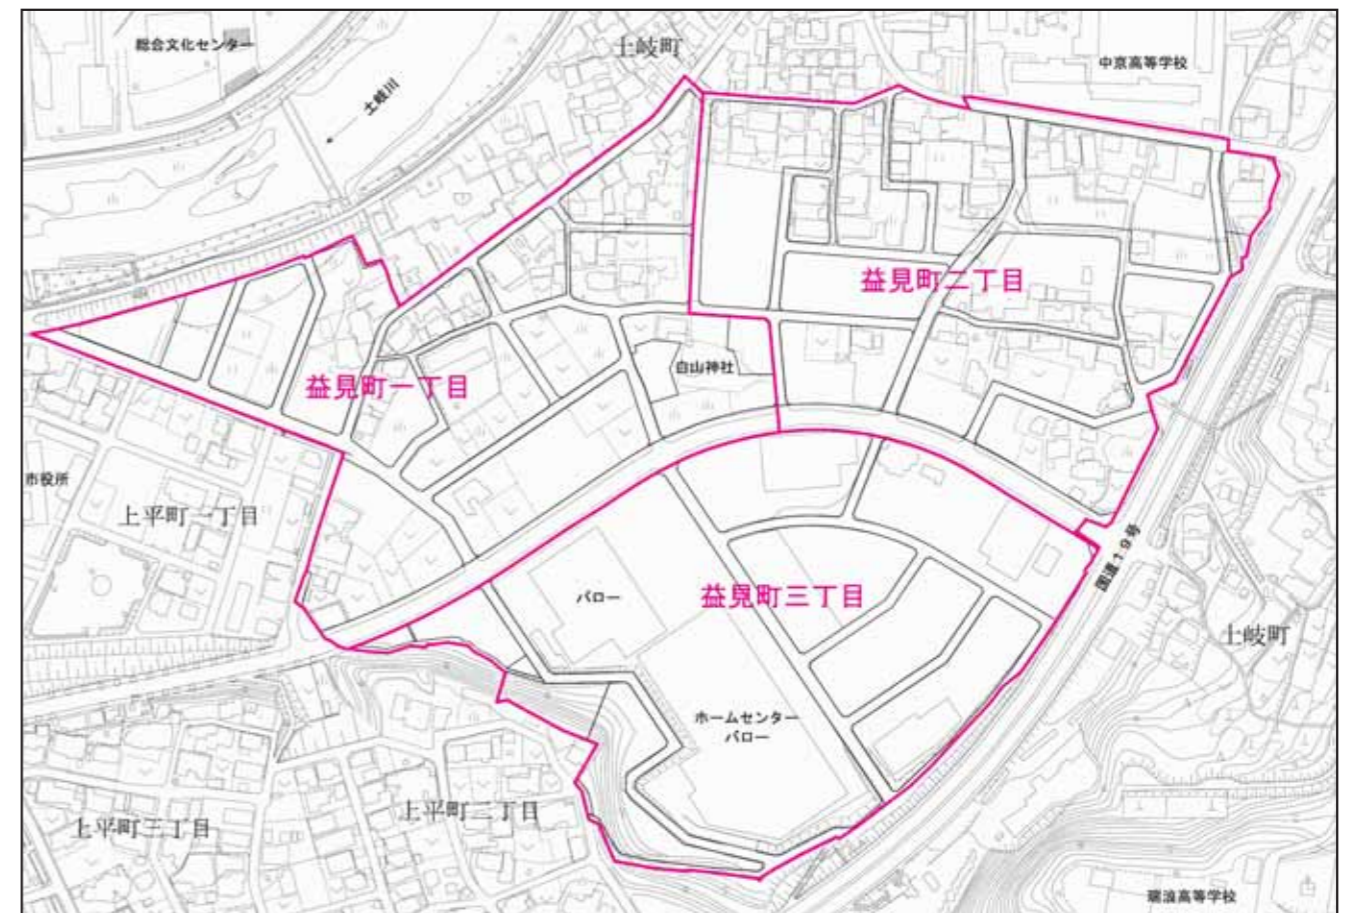 総合文化センター
土岐町
中京高等学校
土岐川
益見町二丁目
白山神社
益見町一丁目
市役所
上平町一丁目
国道19号
バロー
益見町三丁目
土岐町
ホームセンター
バロー
上平町二丁目
上平町三丁目
瑞浪高等学校